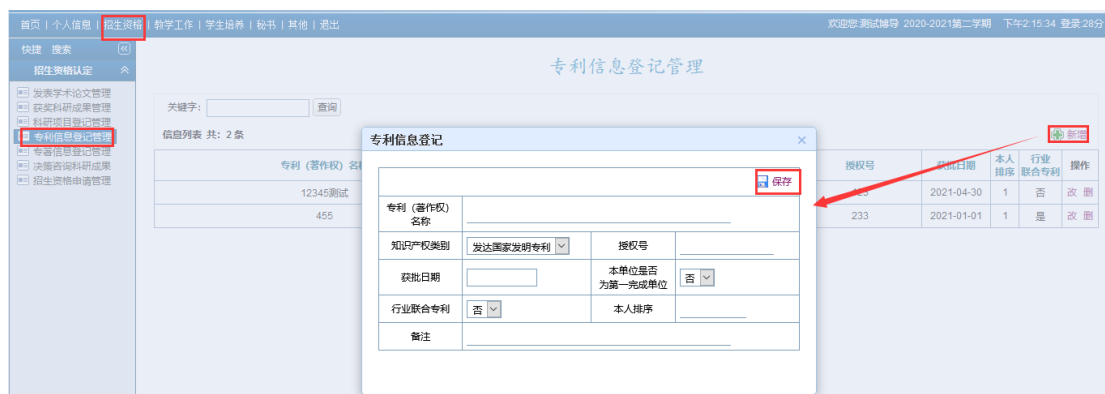 首页 | 个人信息 | 招生资格 | 教学工作 | 学生培养 | 秘书 | 其他 | 退出
欢迎您:测试博导 2020-2021第二学期 下午2:15:34 登录:28分
快捷 搜索
招生资格认定
发表学术论文管理
获奖科研成果管理
科研项目登记管理
专利信息登记管理
专著信息登记管理
决策咨询科研成果
招生资格申请管理
专利信息登记管理
关键字: 查询
信息列表 共: 2 条
新增
专利 (著作权) 名 授权号 获批日期 本人排序 行业联合专利 操作
12345测试 2021-04-30 1 否 改 删
455 233 2021-01-01 1 是 改 删
专利信息登记
保存
专利 (著作权)
名称
知识产权类别 发达国家发明专利 授权号
获批日期 本单位是否
为第一完成单位 否
行业联合专利 否 本人排序
备注